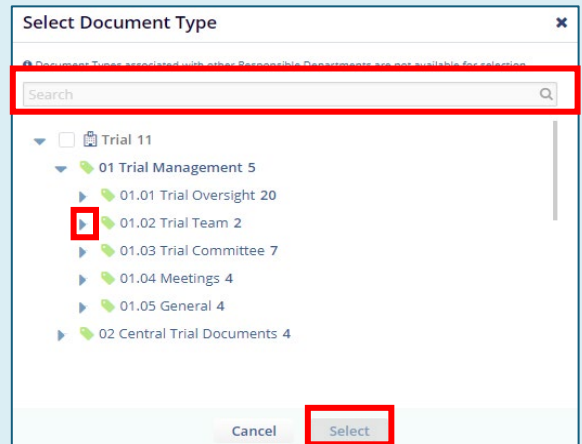 Select Document Type
Document Types associated with other Responsible Departments are not available for selection
Search
Trial 11
01 Trial Management 5
01.01 Trial Oversight 20
01.02 Trial Team 2
01.03 Trial Committee 7
01.04 Meetings 4
01.05 General 4
02 Central Trial Documents 4
Cancel Select